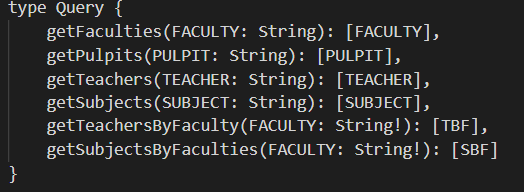 type Query {
getFaculties(FACULTY: String): [FACULTY],
getPulpits(PULPIT: String): [PULPIT],
getTeachers(TEACHER: String): [TEACHER],
getSubjects(SUBJECT: String): [SUBJECT],
getTeachersByFaculty(FACULTY: String!): [TBF],
getSubjectsByFaculties(FACULTY: String!): [SBF]
}